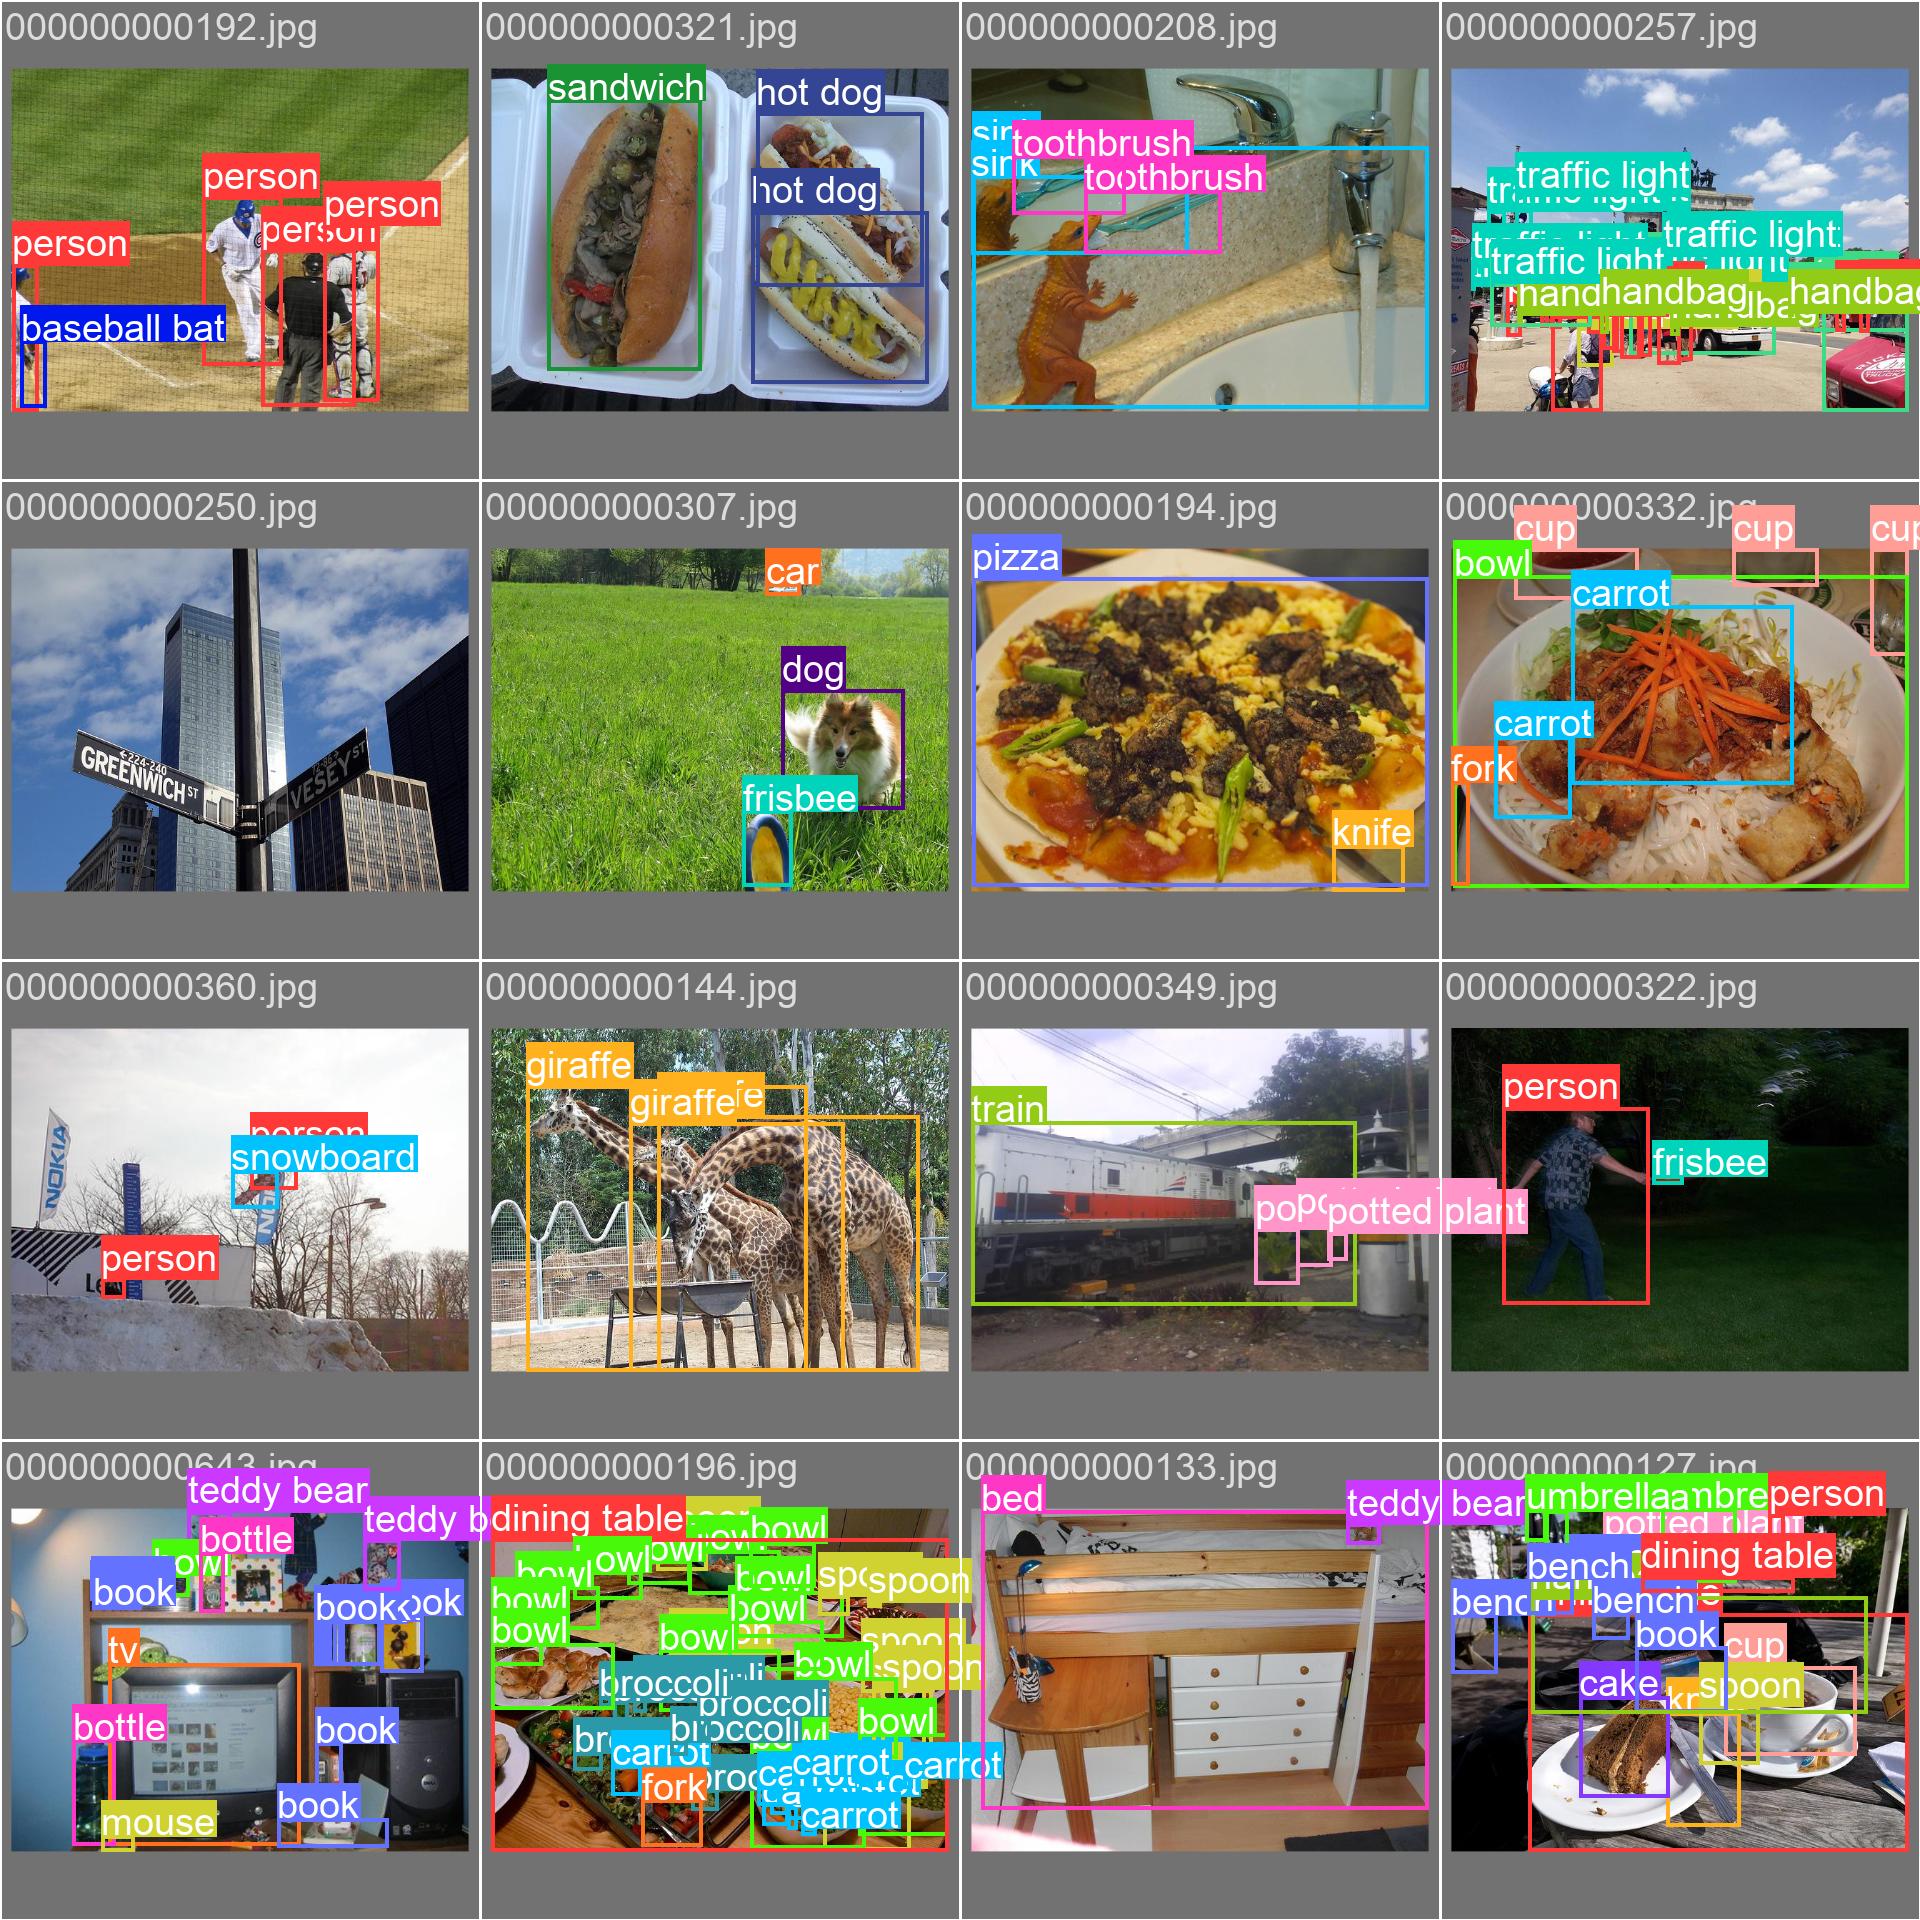 000000000192.jpg
person
person
person
person
baseball bat
000000000321.jpg
sandwich
hot dog
hot dog
000000000208.jpg
sink
toothbrush
sink
toothbrush
000000000257.jpg
traffic light
traffic light
traffic light
handbag
handbag
000000000250.jpg
←224-240
GREENWICH ST
VESEY ST
000000000307.jpg
car
dog
frisbee
000000000194.jpg
pizza
knife
000000000332.jpg
cup
cup
cup
bowl
carrot
carrot
fork
000000000360.jpg
NOKIA
person
snowboard
person
000000000144.jpg
giraffe
giraffe
000000000349.jpg
train
potted plant
000000000322.jpg
person
frisbee
000000000643.jpg
teddy bear
teddy b
bottle
bowl
book
book
book
tv
bottle
book
book
mouse
000000000196.jpg
dining table
bowl
bowl
bowl
bowl
spoon
bowl
bowl
bowl
bowl
spoon
bowl
spoon
broccoli
broccoli
broccoli
bowl
carrot
carrot
carrot
fork
carrot
000000000133.jpg
bed
teddy bear
000000000127.jpg
umbrella
person
potted plant
dining table
bench
bench
bench
book
cup
cake
spoon